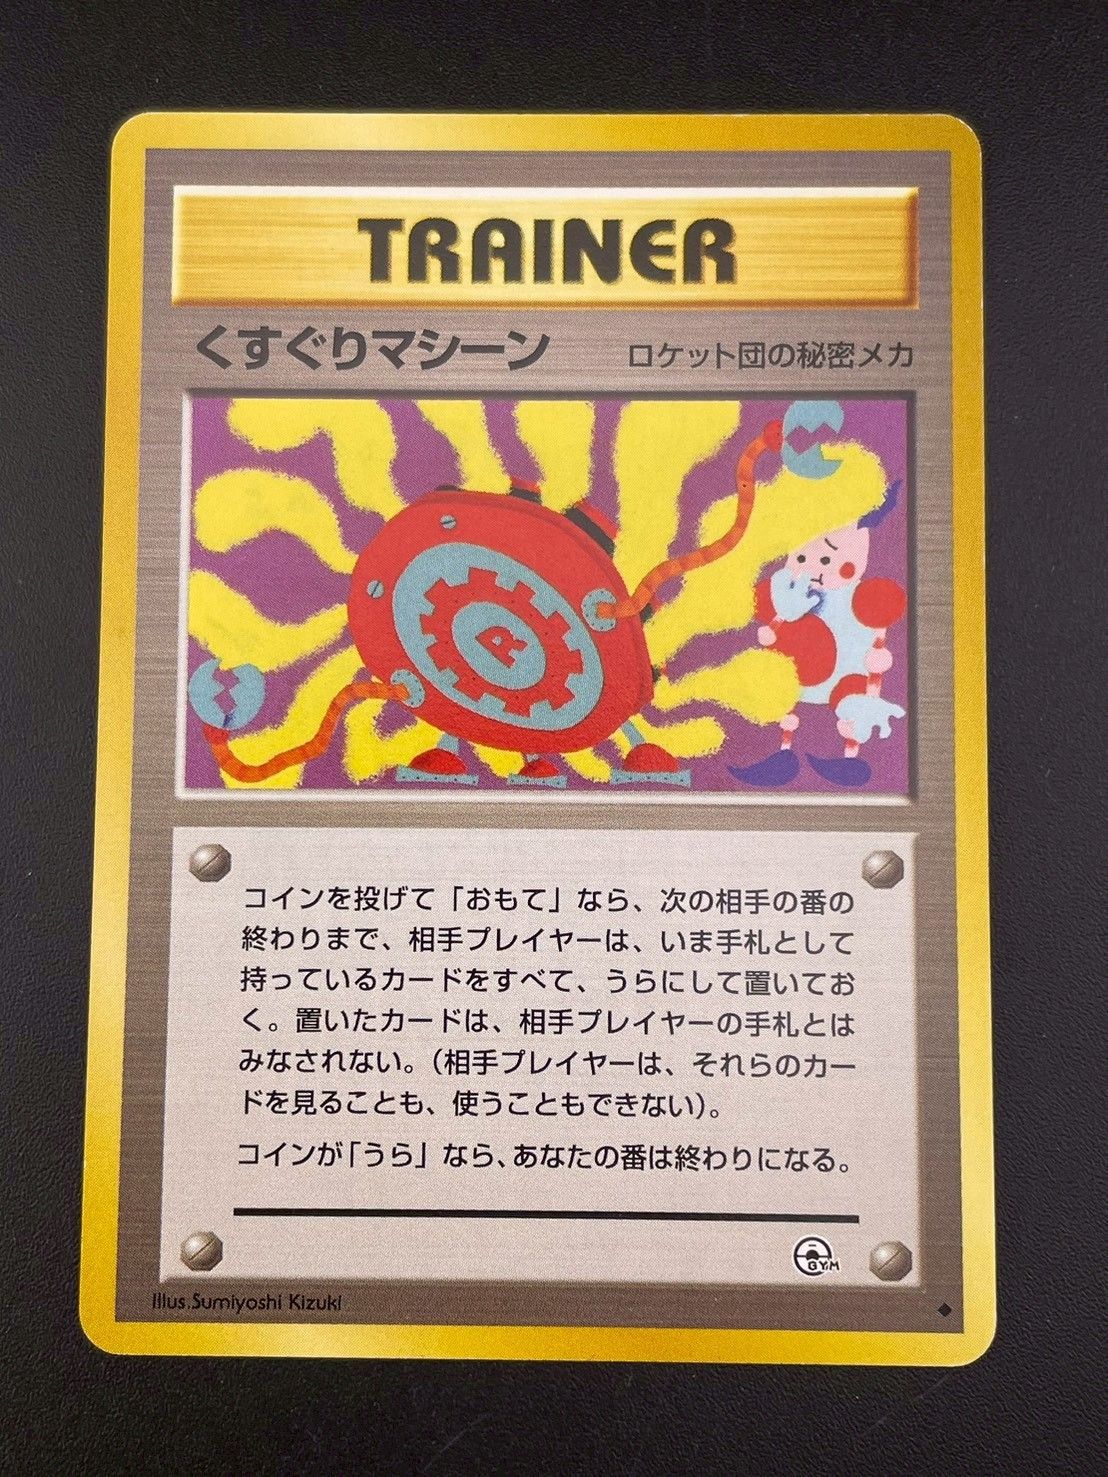 TRAINER
くすぐりマシーン ロケット団の秘密メカ
R
コインを投げて「おもて」なら、次の相手の番の
終わりまで、相手プレイヤーは、いま手札として
持っているカードをすべて、うらにして置いてお
く。置いたカードは、相手プレイヤーの手札とは
みなされない。（相手プレイヤーは、それらのカー
ドを見ることも、使うこともできない）。
コインが「うら」なら、あなたの番は終わりになる。
GYM
Illus.Sumiyoshi Kizuki